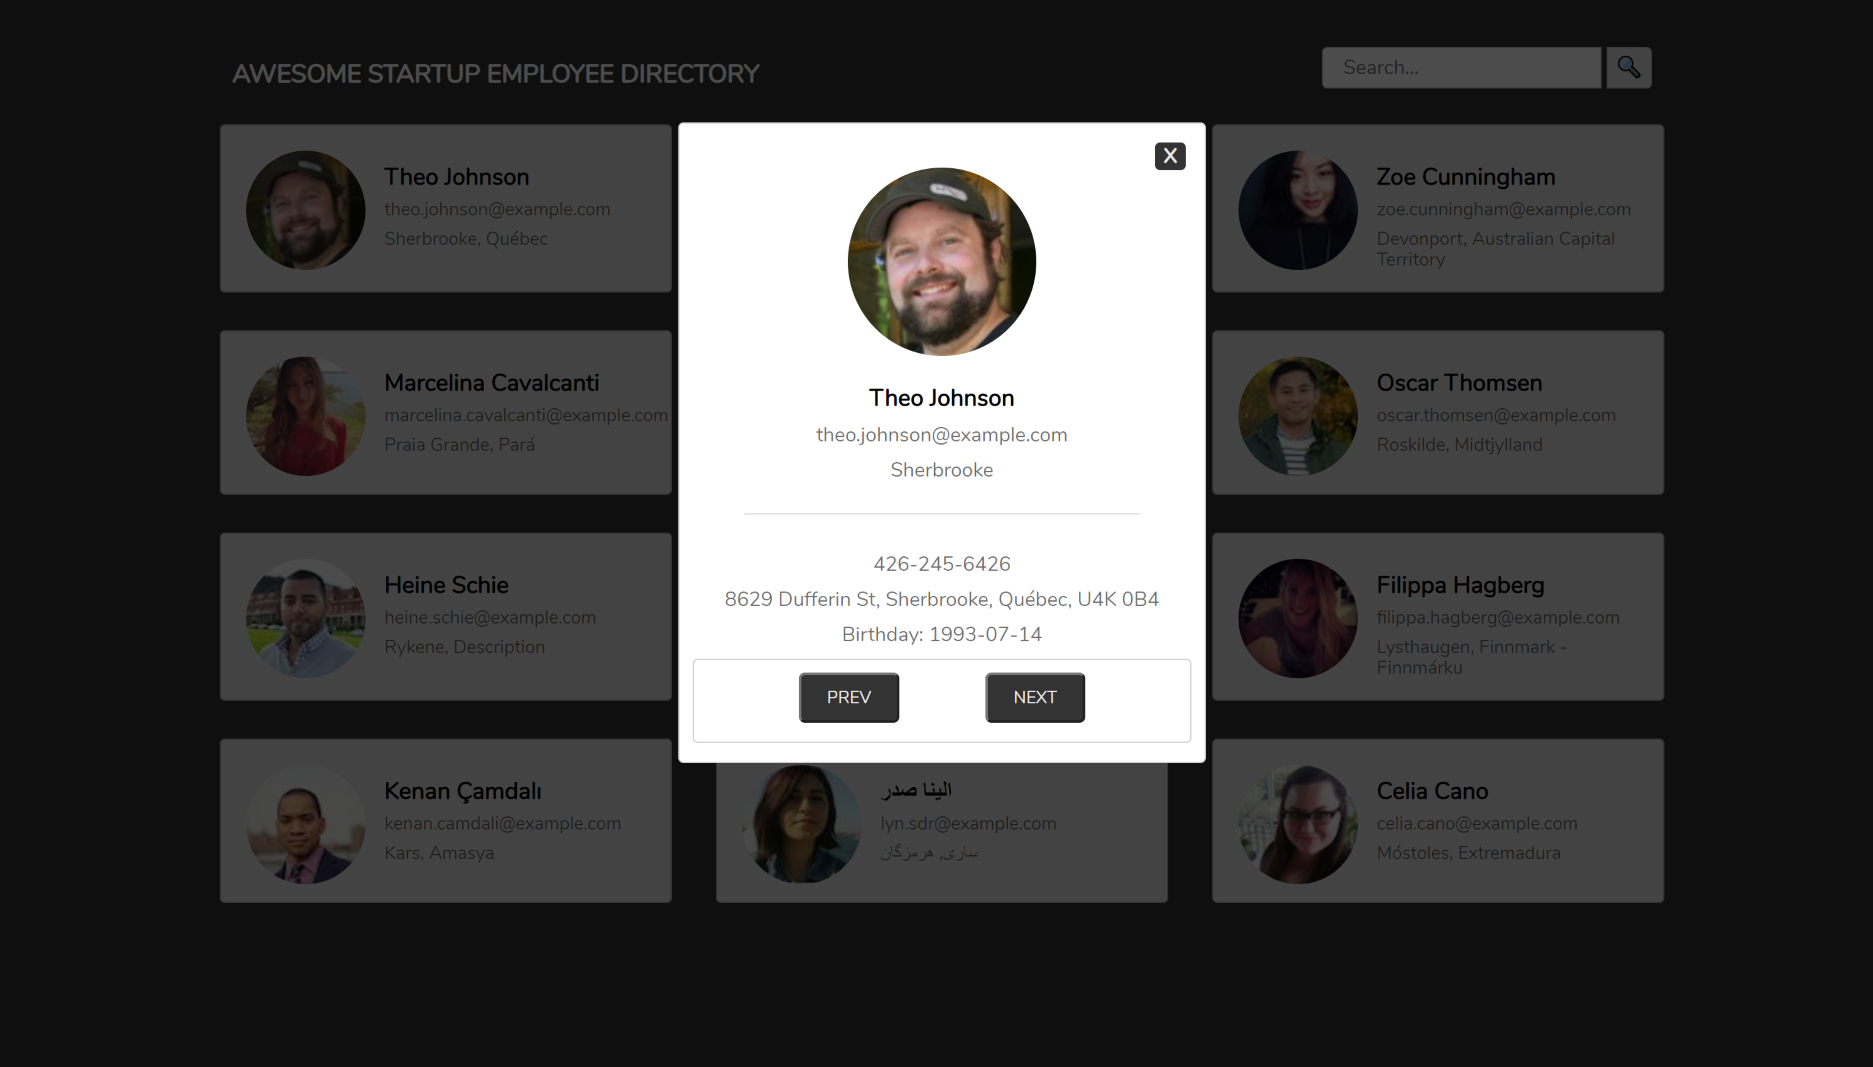 AWESOME STARTUP EMPLOYEE DIRECTORY
Search...
Theo Johnson
theo.johnson@example.com
Sherbrooke, Québec
X
Theo Johnson
theo.johnson@example.com
Sherbrooke
426-245-6426
8629 Dufferin St, Sherbrooke, Québec, U4K 0B4
Birthday: 1993-07-14
PREV
NEXT
Zoe Cunningham
zoe.cunningham@example.com
Devonport, Australian Capital
Territory
Marcelina Cavalcanti
marcelina.cavalcanti@example.com
Praia Grande, Pará
Oscar Thomsen
oscar.thomsen@example.com
Roskilde, Midtjylland
Heine Schie
heine.schie@example.com
Rykene, Description
Filippa Hagberg
filippa.hagberg@example.com
Lysthaugen, Finnmark -
Finnmárku
Kenan Çamdalı
kenan.camdali@example.com
Kars, Amasya
الینا صدر
lyn.sdr@example.com
ساری, هرمزگان
Celia Cano
celia.cano@example.com
Móstoles, Extremadura